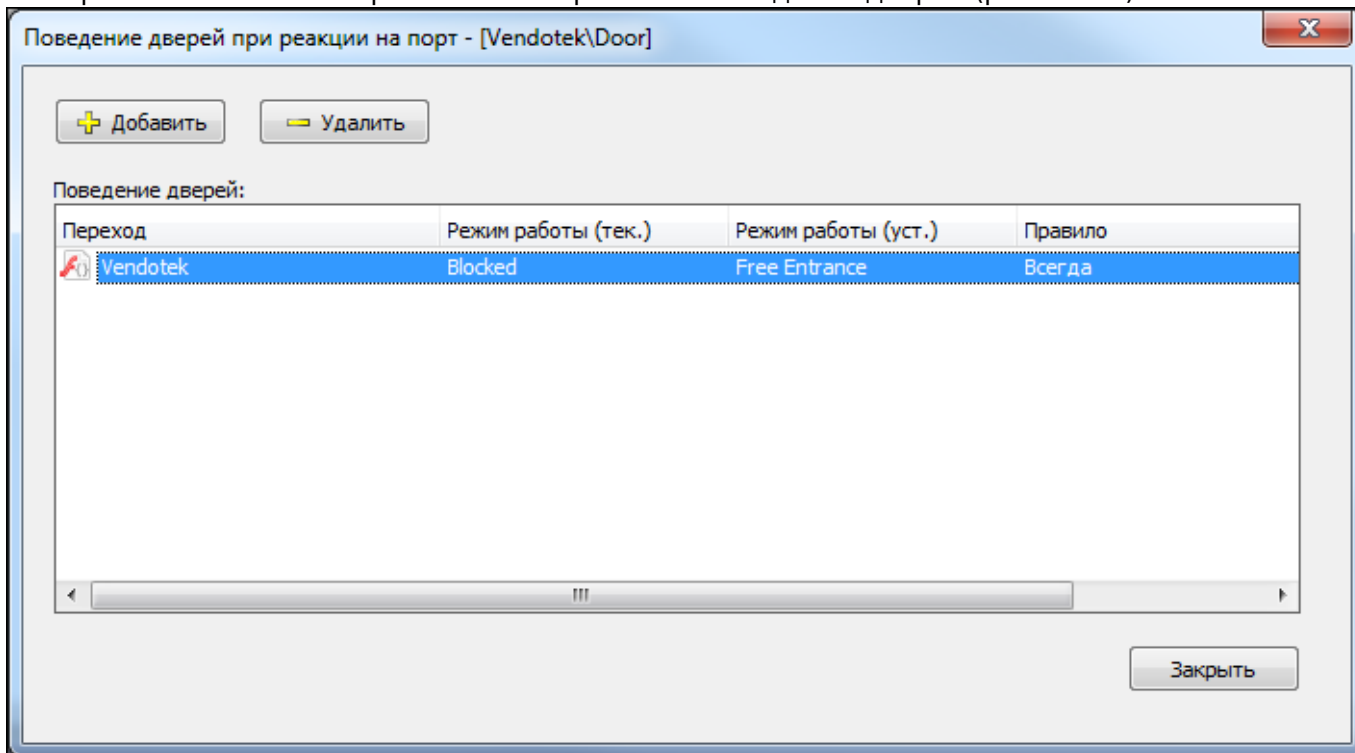 Поведение дверей при реакции на порт - [Vendotek\Door]
Добавить Удалить
Поведение дверей:
Переход Режим работы (тек.) Режим работы (уст.) Правило
Vendotek Blocked Free Entrance Всегда
Закрыть